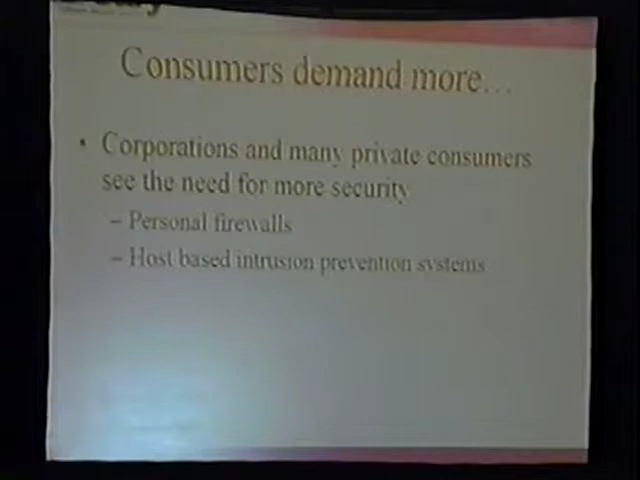 Consumers demand more…
• Corporations and many private consumers
see the need for more security
– Personal firewalls
– Host based intrusion prevention systems